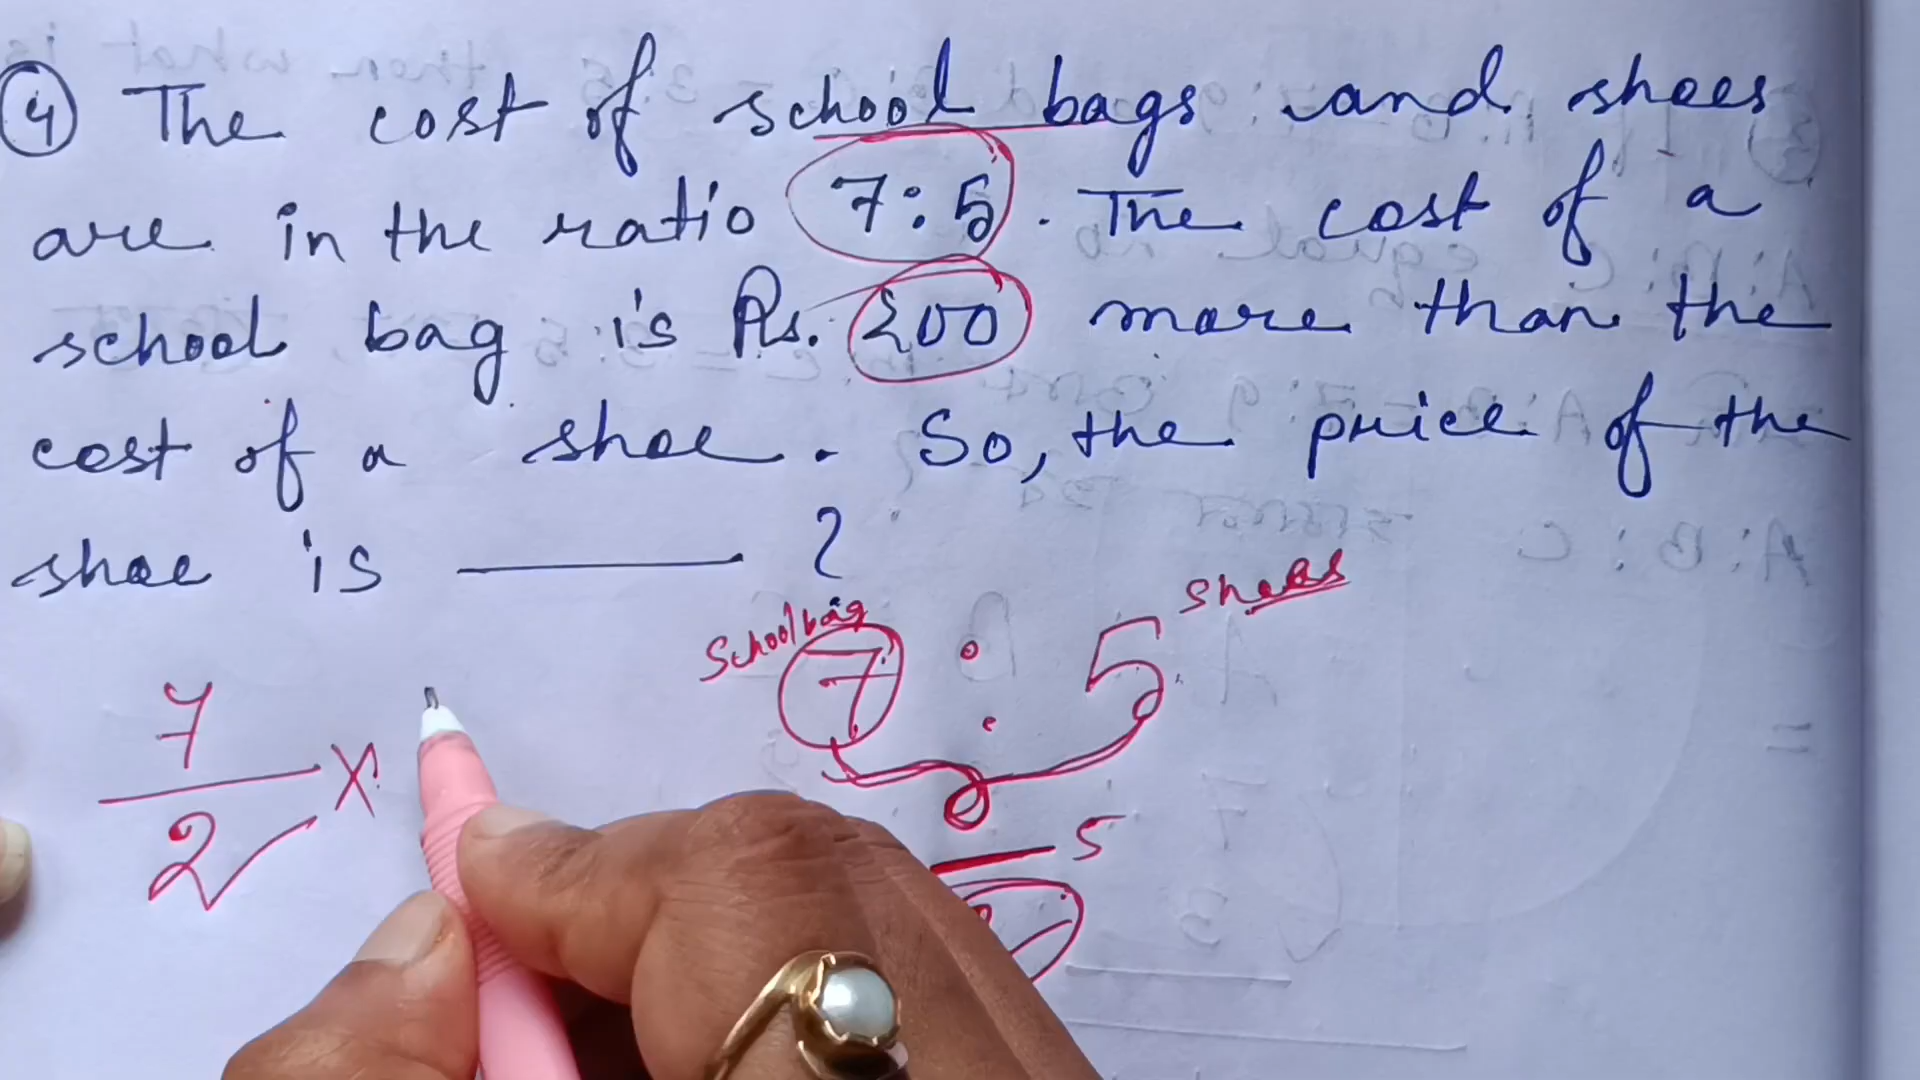 4 The cost of school bags and shoes
are in the ratio 7:5. The cost of a
school bag is Rs. 200 more than the
cost of a shoe. So, the price of the
shoe is ——— ?
School bag 7 : 5 shoes
7/2 ×
5